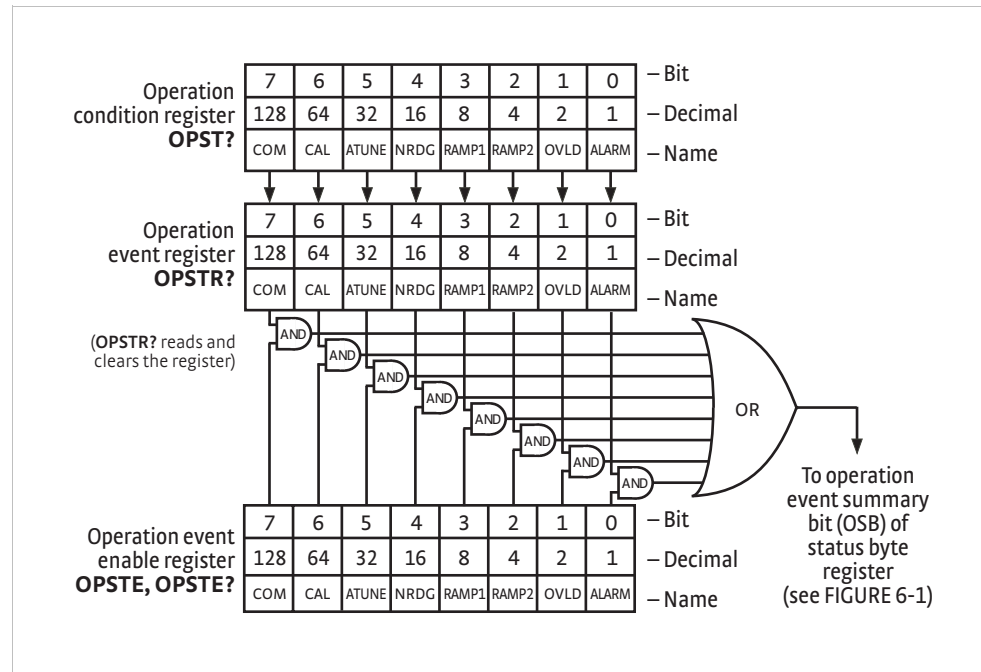 Operation
condition register
OPST?
7 6 5 4 3 2 1 0 – Bit
128 64 32 16 8 4 2 1 – Decimal
COM CAL ATUNE NRDG RAMP1 RAMP2 OVLD ALARM – Name
Operation
event register
OPSTR?
7 6 5 4 3 2 1 0 – Bit
128 64 32 16 8 4 2 1 – Decimal
COM CAL ATUNE NRDG RAMP1 RAMP2 OVLD ALARM – Name
(OPSTR? reads and
clears the register)
AND
AND
AND
AND
AND
AND
AND
AND
OR
To operation
event summary
bit (OSB) of
status byte
register
(see FIGURE 6-1)
Operation event
enable register
OPSTE, OPSTE?
7 6 5 4 3 2 1 0 – Bit
128 64 32 16 8 4 2 1 – Decimal
COM CAL ATUNE NRDG RAMP1 RAMP2 OVLD ALARM – Name